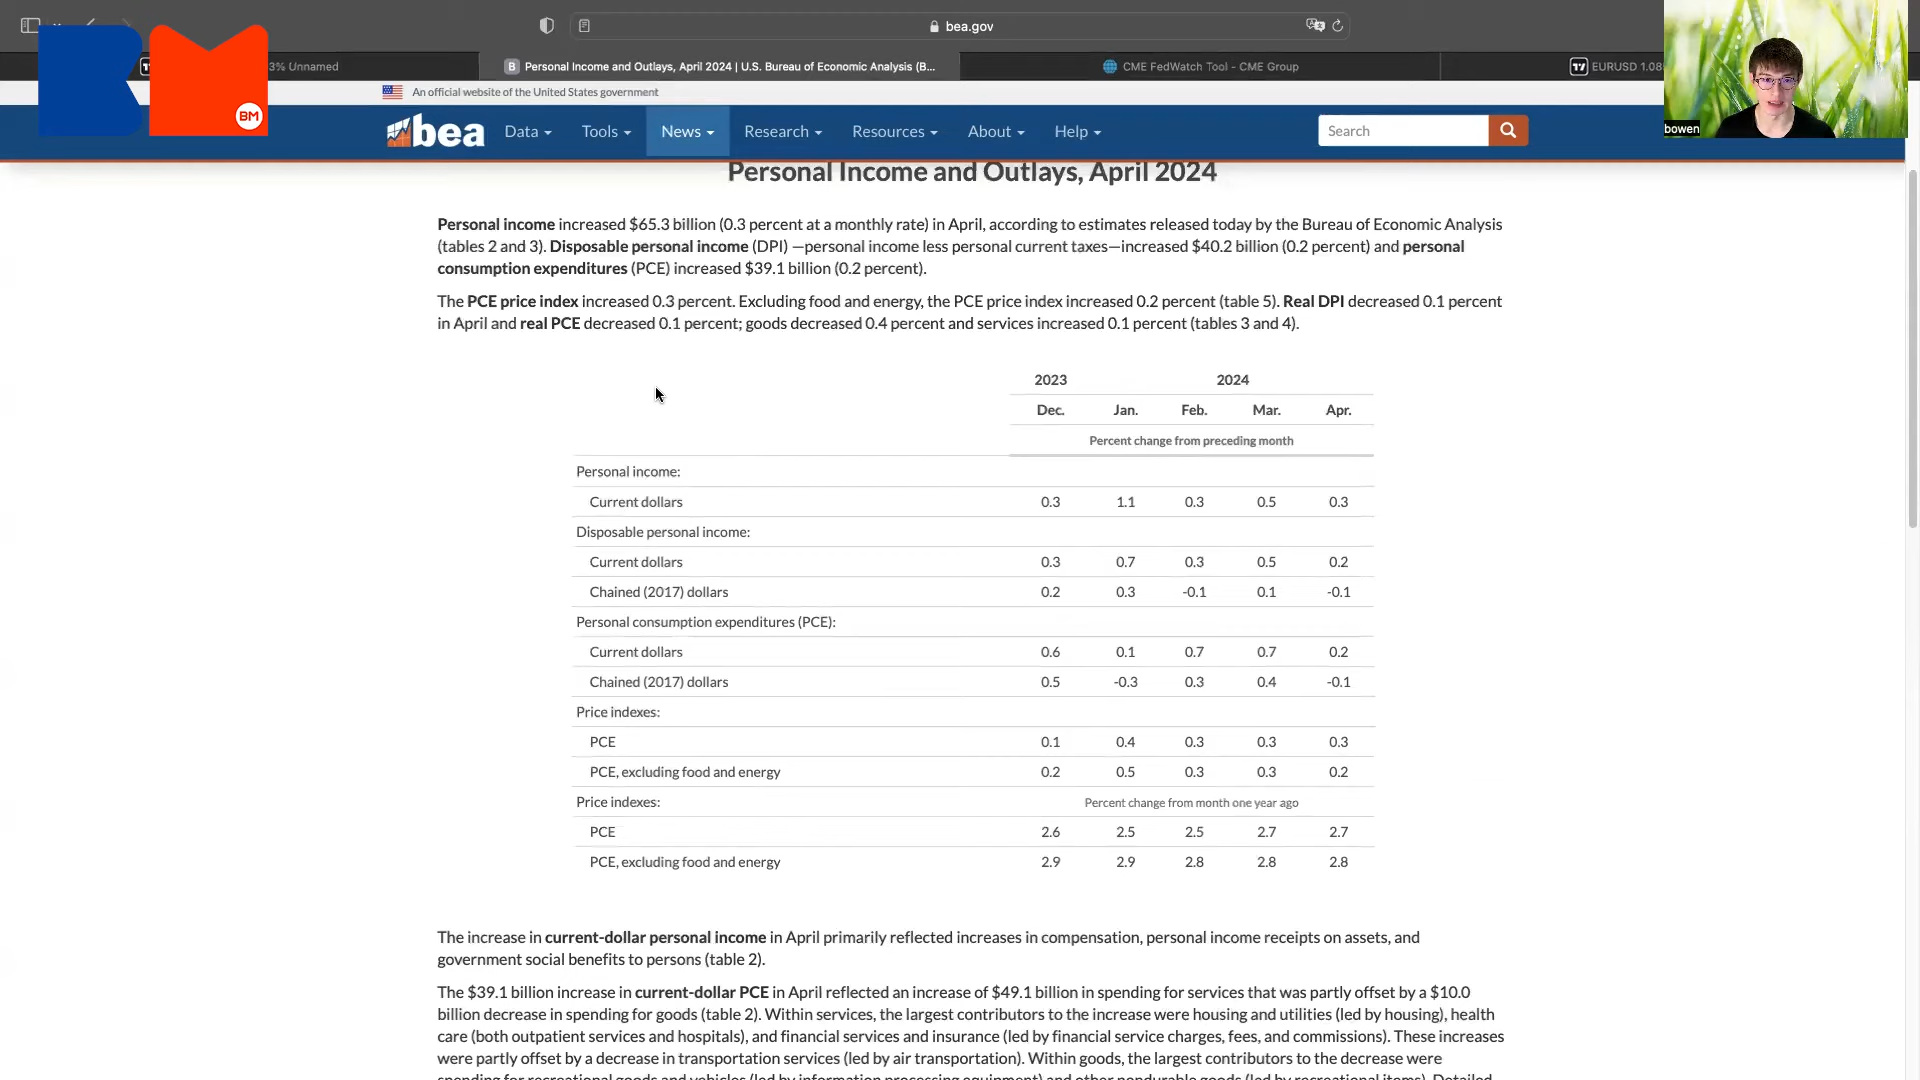 bea.gov
3% Unnamed
B Personal Income and Outlays, April 2024 | U.S. Bureau of Economic Analysis (B...
CME FedWatch Tool - CME Group
EURUSD 1.08
BM
bowen
An official website of the United States government
bea
Data
Tools
News
Research
Resources
About
Help
Search
Personal Income and Outlays, April 2024
Personal income increased $65.3 billion (0.3 percent at a monthly rate) in April, according to estimates released today by the Bureau of Economic Analysis
(tables 2 and 3). Disposable personal income (DPI) —personal income less personal current taxes—increased $40.2 billion (0.2 percent) and personal
consumption expenditures (PCE) increased $39.1 billion (0.2 percent).
The PCE price index increased 0.3 percent. Excluding food and energy, the PCE price index increased 0.2 percent (table 5). Real DPI decreased 0.1 percent
in April and real PCE decreased 0.1 percent; goods decreased 0.4 percent and services increased 0.1 percent (tables 3 and 4).
2023 2024
Dec. Jan. Feb. Mar. Apr.
Percent change from preceding month
Personal income:
Current dollars 0.3 1.1 0.3 0.5 0.3
Disposable personal income:
Current dollars 0.3 0.7 0.3 0.5 0.2
Chained (2017) dollars 0.2 0.3 -0.1 0.1 -0.1
Personal consumption expenditures (PCE):
Current dollars 0.6 0.1 0.7 0.7 0.2
Chained (2017) dollars 0.5 -0.3 0.3 0.4 -0.1
Price indexes:
PCE 0.1 0.4 0.3 0.3 0.3
PCE, excluding food and energy 0.2 0.5 0.3 0.3 0.2
Price indexes: Percent change from month one year ago
PCE 2.6 2.5 2.5 2.7 2.7
PCE, excluding food and energy 2.9 2.9 2.8 2.8 2.8
The increase in current-dollar personal income in April primarily reflected increases in compensation, personal income receipts on assets, and
government social benefits to persons (table 2).
The $39.1 billion increase in current-dollar PCE in April reflected an increase of $49.1 billion in spending for services that was partly offset by a $10.0
billion decrease in spending for goods (table 2). Within services, the largest contributors to the increase were housing and utilities (led by housing), health
care (both outpatient services and hospitals), and financial services and insurance (led by financial service charges, fees, and commissions). These increases
were partly offset by a decrease in transportation services (led by air transportation). Within goods, the largest contributors to the decrease were
spending for recreational goods and vehicles (led by information processing equipment) and other nondurable goods (led by recreational items). Detailed